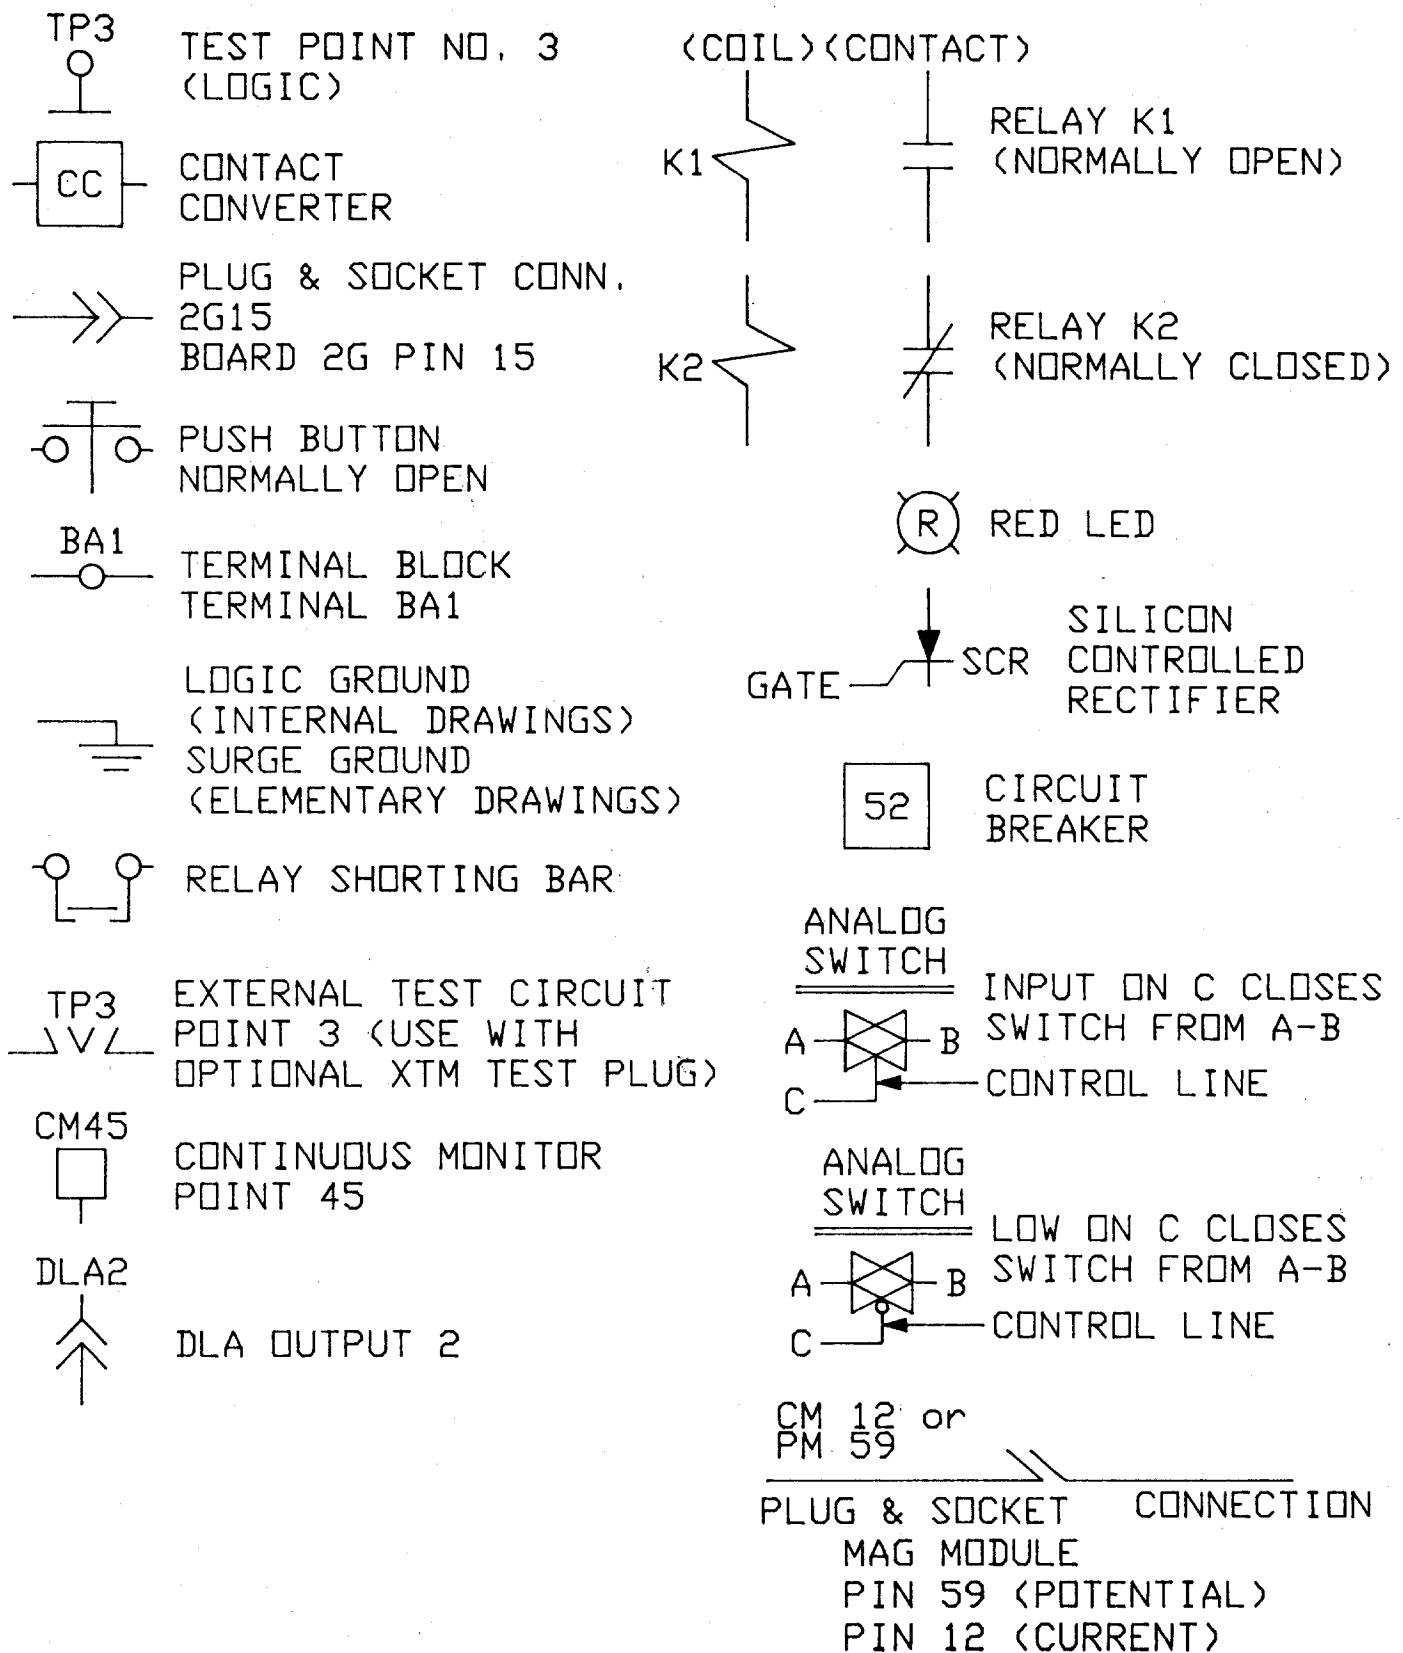 TP3
TEST POINT NO. 3
(LOGIC)
CC
CONTACT
CONVERTER
PLUG & SOCKET CONN.
2G15
BOARD 2G PIN 15
PUSH BUTTON
NORMALLY OPEN
BA1
TERMINAL BLOCK
TERMINAL BA1
LOGIC GROUND
(INTERNAL DRAWINGS)
SURGE GROUND
(ELEMENTARY DRAWINGS)
RELAY SHORTING BAR
TP3
EXTERNAL TEST CIRCUIT
POINT 3 (USE WITH
OPTIONAL XTM TEST PLUG)
CM45
CONTINUOUS MONITOR
POINT 45
DLA2
DLA OUTPUT 2
(COIL) (CONTACT)
K1
RELAY K1
(NORMALLY OPEN)
K2
RELAY K2
(NORMALLY CLOSED)
R
RED LED
GATE
SCR
SILICON
CONTROLLED
RECTIFIER
52
CIRCUIT
BREAKER
ANALOG
SWITCH
INPUT ON C CLOSES
SWITCH FROM A-B
A
B
C
CONTROL LINE
ANALOG
SWITCH
LOW ON C CLOSES
SWITCH FROM A-B
A
B
C
CONTROL LINE
CM 12 or
PM 59
PLUG & SOCKET CONNECTION
MAG MODULE
PIN 59 (POTENTIAL)
PIN 12 (CURRENT)